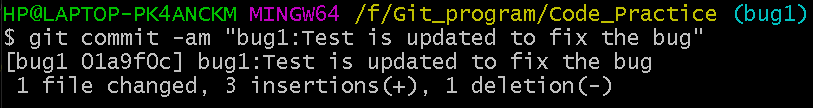 HP@LAPTOP-PK4ANCKM MINGW64 /f/Git_program/Code_Practice (bug1)
$ git commit -am "bug1:Test is updated to fix the bug"
[bug1 01a9f0c] bug1:Test is updated to fix the bug
 1 file changed, 3 insertions(+), 1 deletion(-)